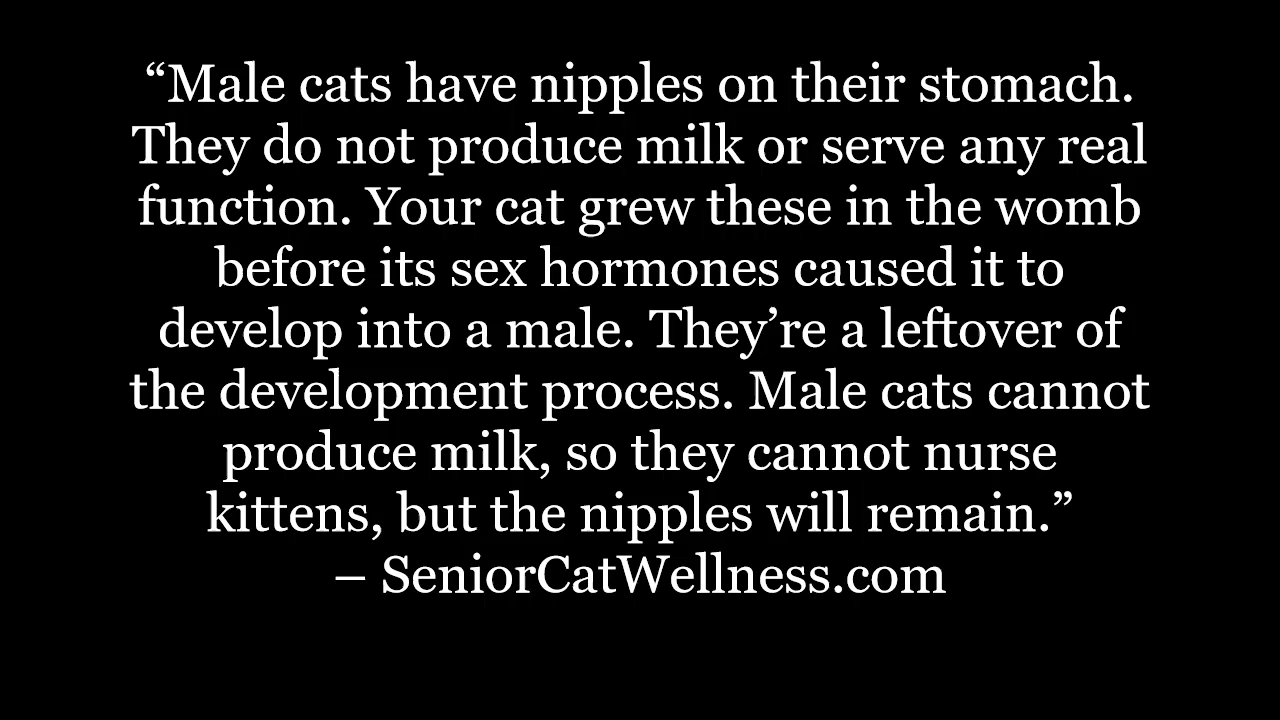 “Male cats have nipples on their stomach.
They do not produce milk or serve any real
function. Your cat grew these in the womb
before its sex hormones caused it to
develop into a male. They’re a leftover of
the development process. Male cats cannot
produce milk, so they cannot nurse
kittens, but the nipples will remain.”
– SeniorCatWellness.com